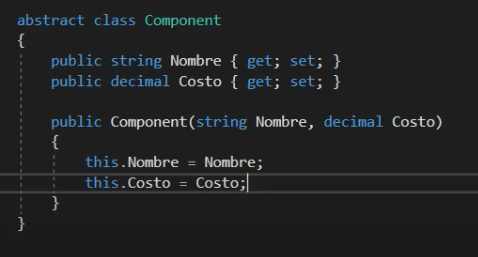 abstract class Component
{
public string Nombre { get; set; }
public decimal Costo { get; set; }
public Component(string Nombre, decimal Costo)
{
this.Nombre = Nombre;
this.Costo = Costo;
}
}